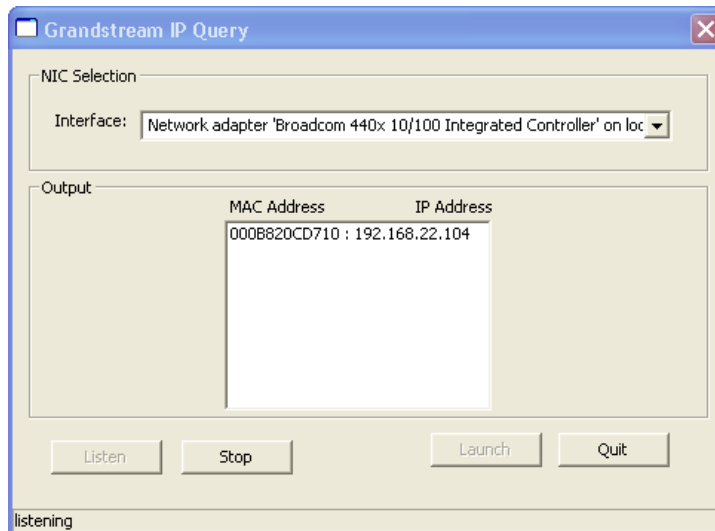 Grandstream IP Query
NIC Selection
Interface: Network adapter 'Broadcom 440x 10/100 Integrated Controller' on loc
Output
MAC Address IP Address
000B820CD710 : 192.168.22.104
Listen Stop Launch Quit
listening